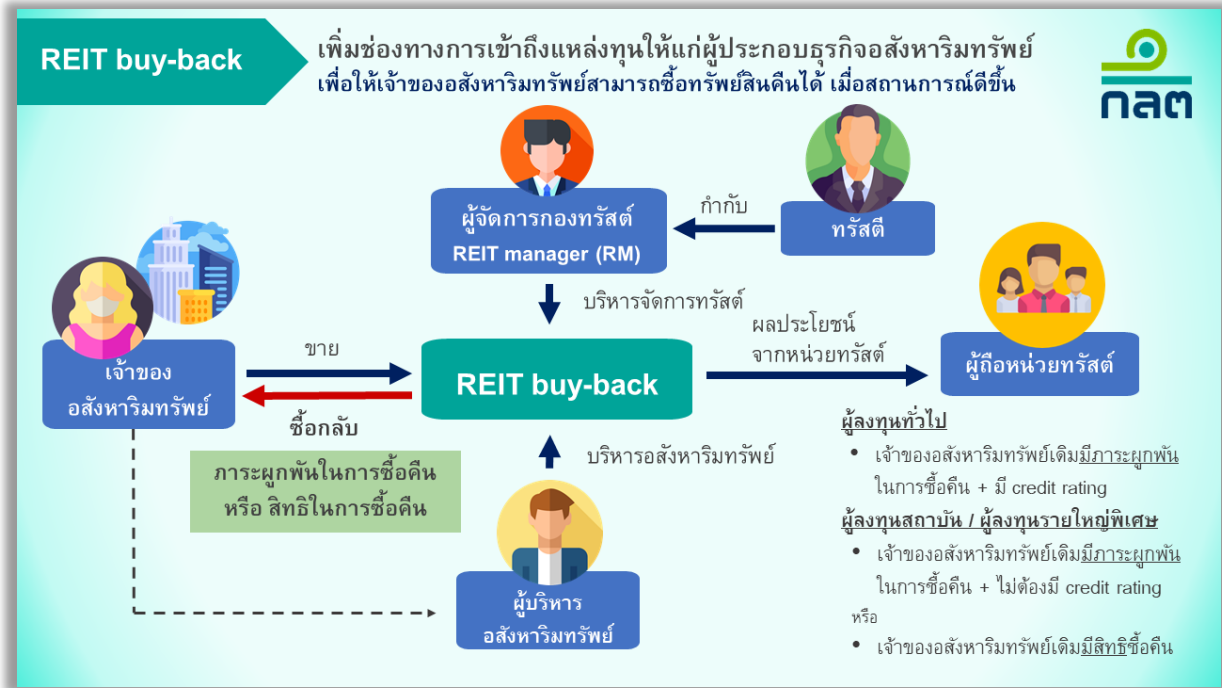 REIT buy-back
เพิ่มช่องทางการเข้าถึงแหล่งทุนให้แก่ผู้ประกอบธุรกิจอสังหาริมทรัพย์
เพื่อให้เจ้าของอสังหาริมทรัพย์สามารถซื้อทรัพย์สินคืนได้ เมื่อสถานการณ์ดีขึ้น
กลต
ผู้จัดการกองทรัสต์
REIT manager (RM)
กำกับ
ทรัสตี
บริหารจัดการทรัสต์
เจ้าของ
อสังหาริมทรัพย์
ขาย
ซื้อกลับ
REIT buy-back
ผลประโยชน์
จากหน่วยทรัสต์
ผู้ถือหน่วยทรัสต์
ภาระผูกพันในการซื้อคืน
หรือ สิทธิในการซื้อคืน
บริหารอสังหาริมทรัพย์
ผู้บริหาร
อสังหาริมทรัพย์
ผู้ลงทุนทั่วไป
• เจ้าของอสังหาริมทรัพย์เดิมมีภาระผูกพัน
ในการซื้อคืน + มี credit rating
ผู้ลงทุนสถาบัน / ผู้ลงทุนรายใหญ่พิเศษ
• เจ้าของอสังหาริมทรัพย์เดิมมีภาระผูกพัน
ในการซื้อคืน + ไม่ต้องมี credit rating
หรือ
• เจ้าของอสังหาริมทรัพย์เดิมมีสิทธิซื้อคืน